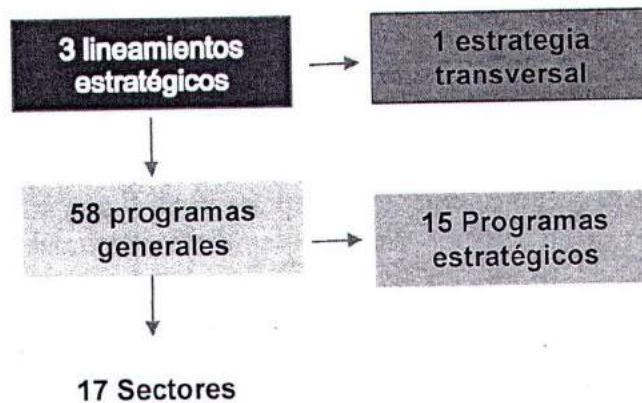 3 lineamientos
estratégicos
1 estrategia
transversal
58 programas
generales
15 Programas
estratégicos
17 Sectores